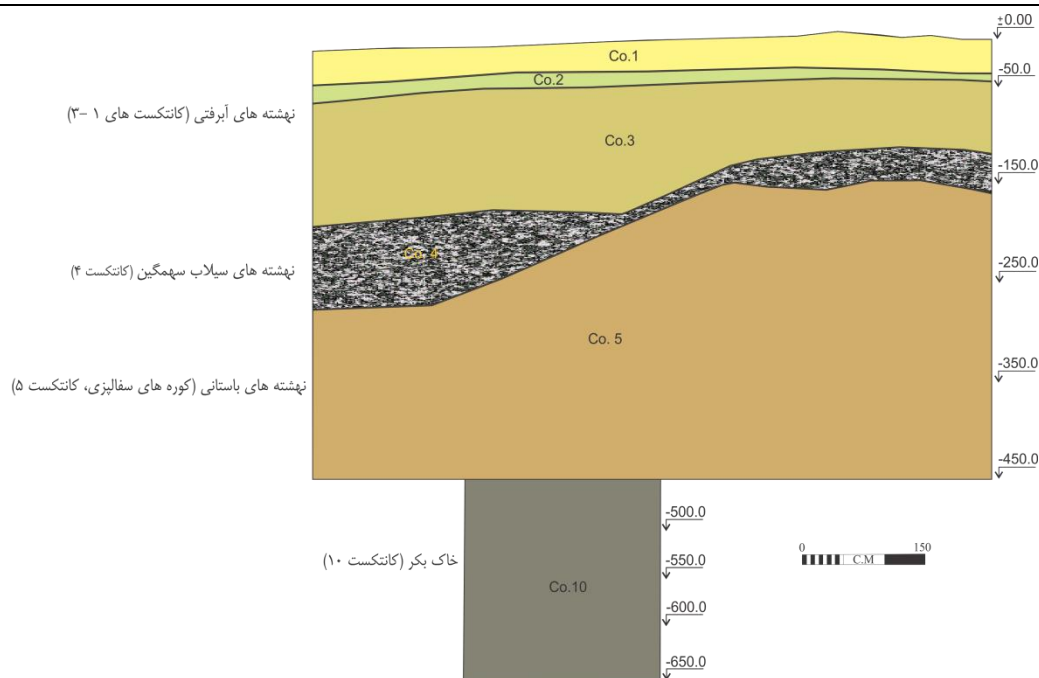 ±0.00
Co.1
-50.0
Co.2
نهشته های آبرفتی (کانتکست های ۱ -۳)
Co.3
-150.0
Co. 4
نهشته های سیلاب سهمگین (کانتکست ۴)
-250.0
Co. 5
-350.0
نهشته های باستانی (کوره های سفالپزی، کانتکست ۵)
-450.0
-500.0
خاک بکر (کانتکست ۱۰)
0 150
C.M
-550.0
Co.10
-600.0
-650.0